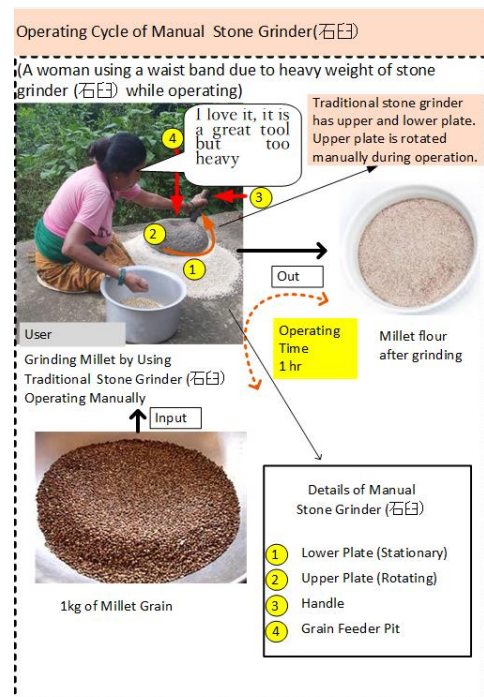 Operating Cycle of Manual Stone Grinder(石臼)
(A woman using a waist band due to heavy weight of stone
grinder (石臼) while operating)
I love it, it is
a great tool
but too
heavy
Traditional stone grinder
has upper and lower plate.
Upper plate is rotated
manually during operation.
4
3
2
1
Out
User
Operating
Time
1 hr
Millet flour
after grinding
Grinding Millet by Using
Traditional Stone Grinder (石臼)
Operating Manually
Input
1kg of Millet Grain
Details of Manual
Stone Grinder (石臼)
1 Lower Plate (Stationary)
2 Upper Plate (Rotating)
3 Handle
4 Grain Feeder Pit